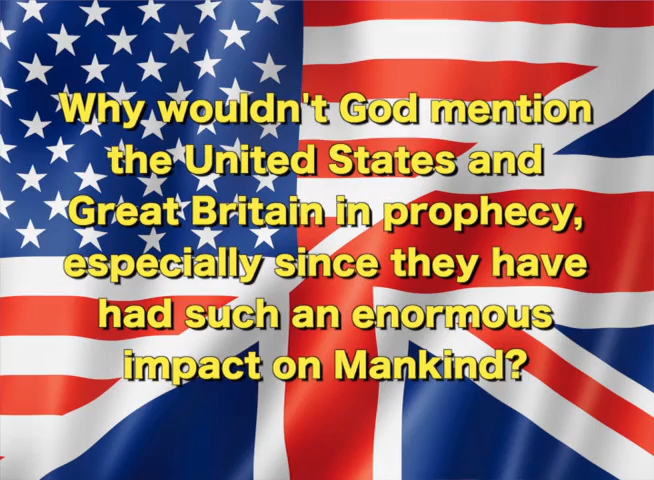 Why wouldn't God mention
the United States and
Great Britain in prophecy,
especially since they have
had such an enormous
impact on Mankind?